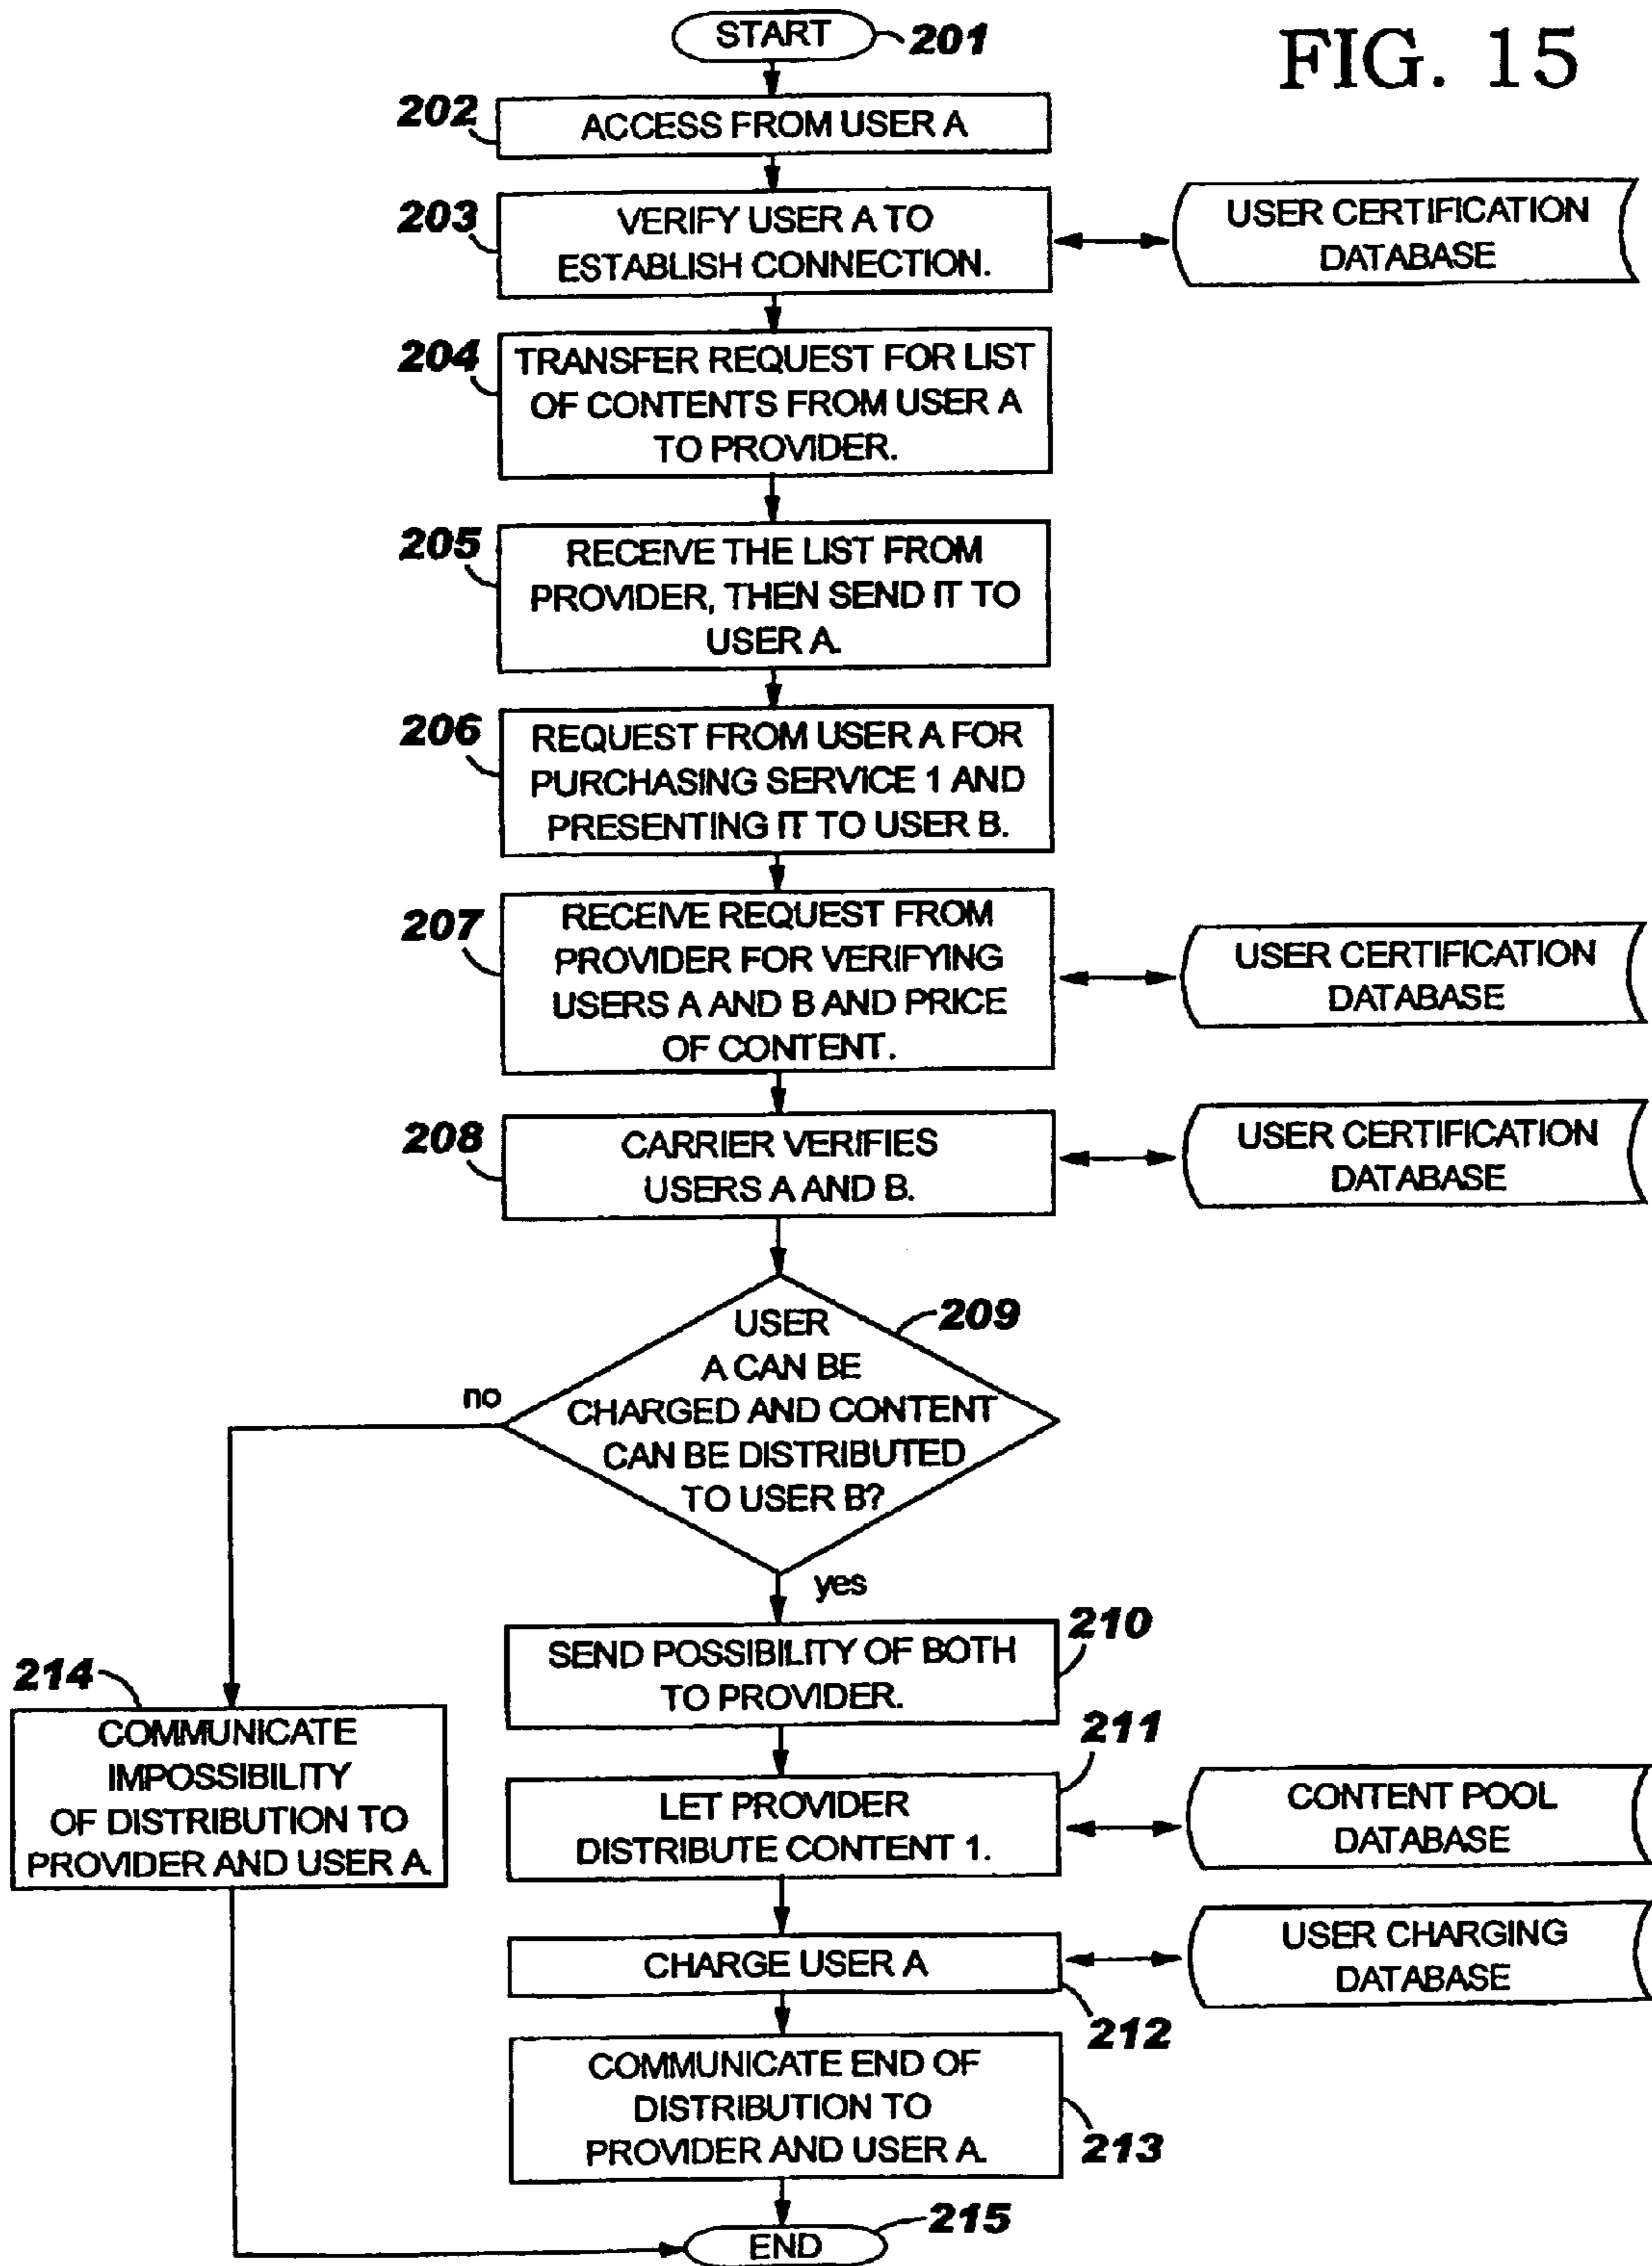 FIG. 15
START
201
202
ACCESS FROM USER A
203
VERIFY USER A TO
ESTABLISH CONNECTION.
USER CERTIFICATION
DATABASE
204
TRANSFER REQUEST FOR LIST
OF CONTENTS FROM USER A
TO PROVIDER.
205
RECEIVE THE LIST FROM
PROVIDER, THEN SEND IT TO
USER A.
206
REQUEST FROM USER A FOR
PURCHASING SERVICE 1 AND
PRESENTING IT TO USER B.
207
RECEIVE REQUEST FROM
PROVIDER FOR VERIFYING
USERS A AND B AND PRICE
OF CONTENT.
USER CERTIFICATION
DATABASE
208
CARRIER VERIFIES
USERS A AND B.
USER CERTIFICATION
DATABASE
209
USER
A CAN BE
CHARGED AND CONTENT
CAN BE DISTRIBUTED
TO USER B?
no
yes
210
SEND POSSIBILITY OF BOTH
TO PROVIDER.
214
COMMUNICATE
IMPOSSIBILITY
OF DISTRIBUTION TO
PROVIDER AND USER A.
211
LET PROVIDER
DISTRIBUTE CONTENT 1.
CONTENT POOL
DATABASE
CHARGE USER A
212
USER CHARGING
DATABASE
COMMUNICATE END OF
DISTRIBUTION TO
PROVIDER AND USER A.
213
END
215